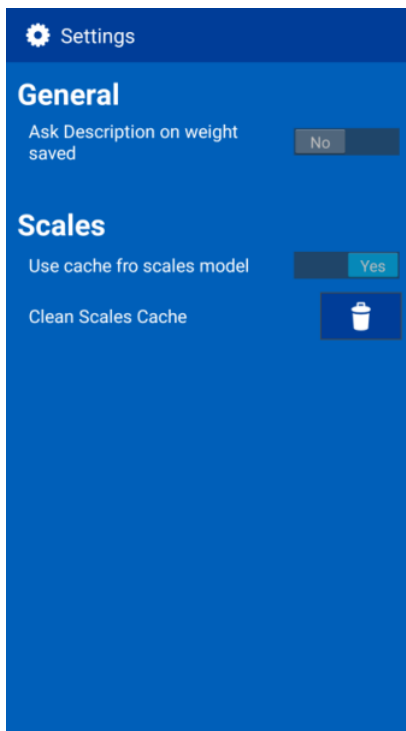 Settings
General
Ask Description on weight
saved
No
Scales
Use cache fro scales model
Yes
Clean Scales Cache